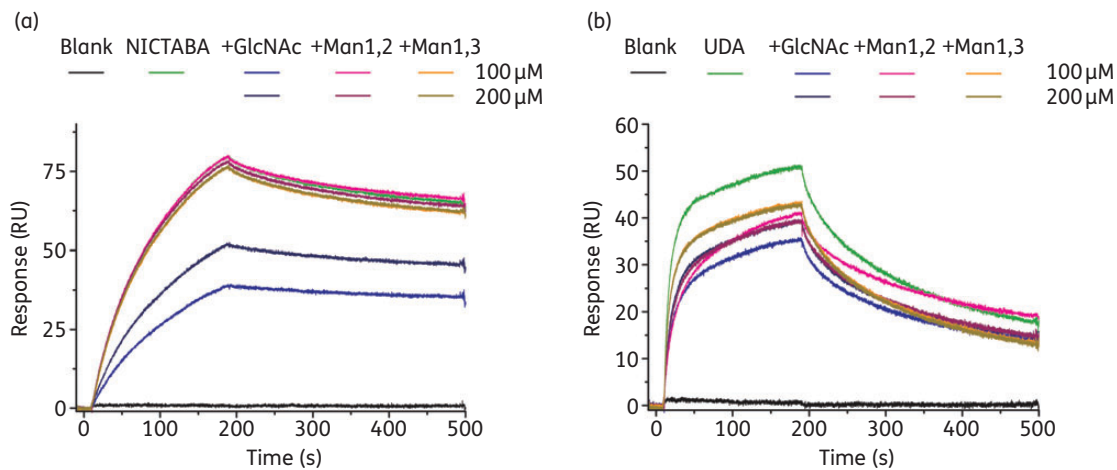 (a)
Blank NICTABA +GlcNAc +Man1,2 +Man1,3
100 µM
200 µM
75
50
25
0
Response (RU)
0 100 200 300 400 500
Time (s)
(b)
Blank UDA +GlcNAc +Man1,2 +Man1,3
100 µM
200 µM
60
50
40
30
20
10
0
Response (RU)
0 100 200 300 400 500
Time (s)